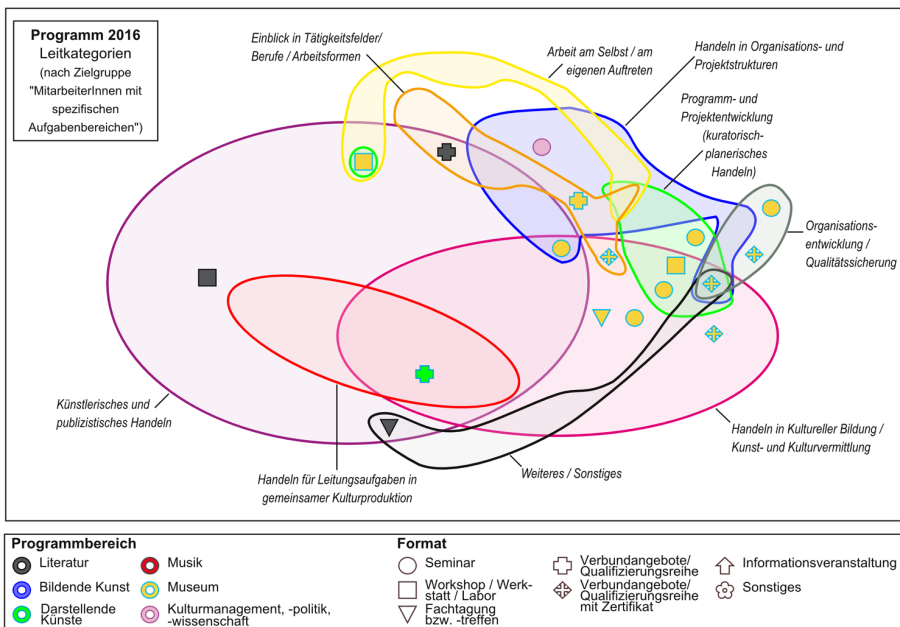 Programm 2016
Leitkategorien
(nach Zielgruppe
"MitarbeiterInnen mit
spezifischen
Aufgabenbereichen")
Einblick in Tätigkeitsfelder/
Berufe / Arbeitsformen
Arbeit am Selbst / am
eigenen Auftreten
Handeln in Organisations- und
Projektstrukturen
Programm- und
Projektentwicklung
(kuratorisch-
planerisches
Handeln)
Organisations-
entwicklung /
Qualitätssicherung
Künstlerisches und
publizistisches Handeln
Handeln in Kultureller Bildung /
Kunst- und Kulturvermittlung
Handeln für Leitungsaufgaben in
gemeinsamer Kulturproduktion
Weiteres / Sonstiges
Programmbereich
Literatur
Bildende Kunst
Darstellende
Künste
Musik
Museum
Kulturmanagement, -politik,
-wissenschaft
Format
Seminar
Workshop / Werk-
statt / Labor
Fachtagung
bzw. -treffen
Verbundangebote/
Qualifizierungsreihe
Verbundangebote/
Qualifizierungsreihe
mit Zertifikat
Informationsveranstaltung
Sonstiges